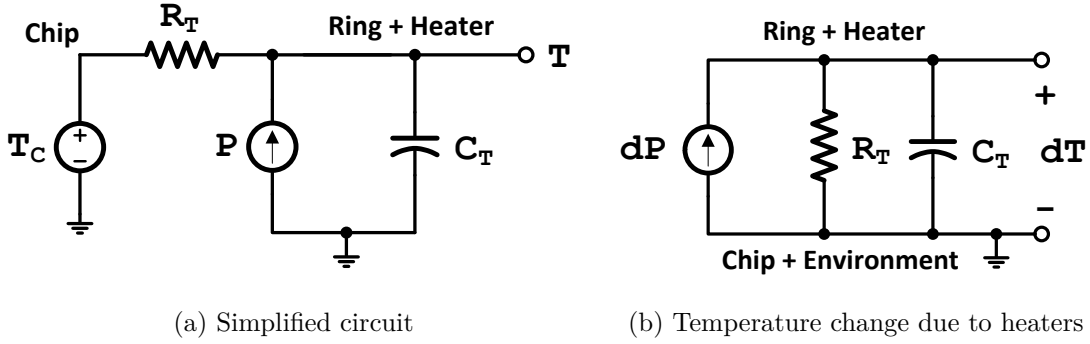 R_T
Chip
Ring + Heater
T
T_C
+
−
P
C_T
(a) Simplified circuit
Ring + Heater
+
dP
R_T
C_T
dT
−
Chip + Environment
(b) Temperature change due to heaters